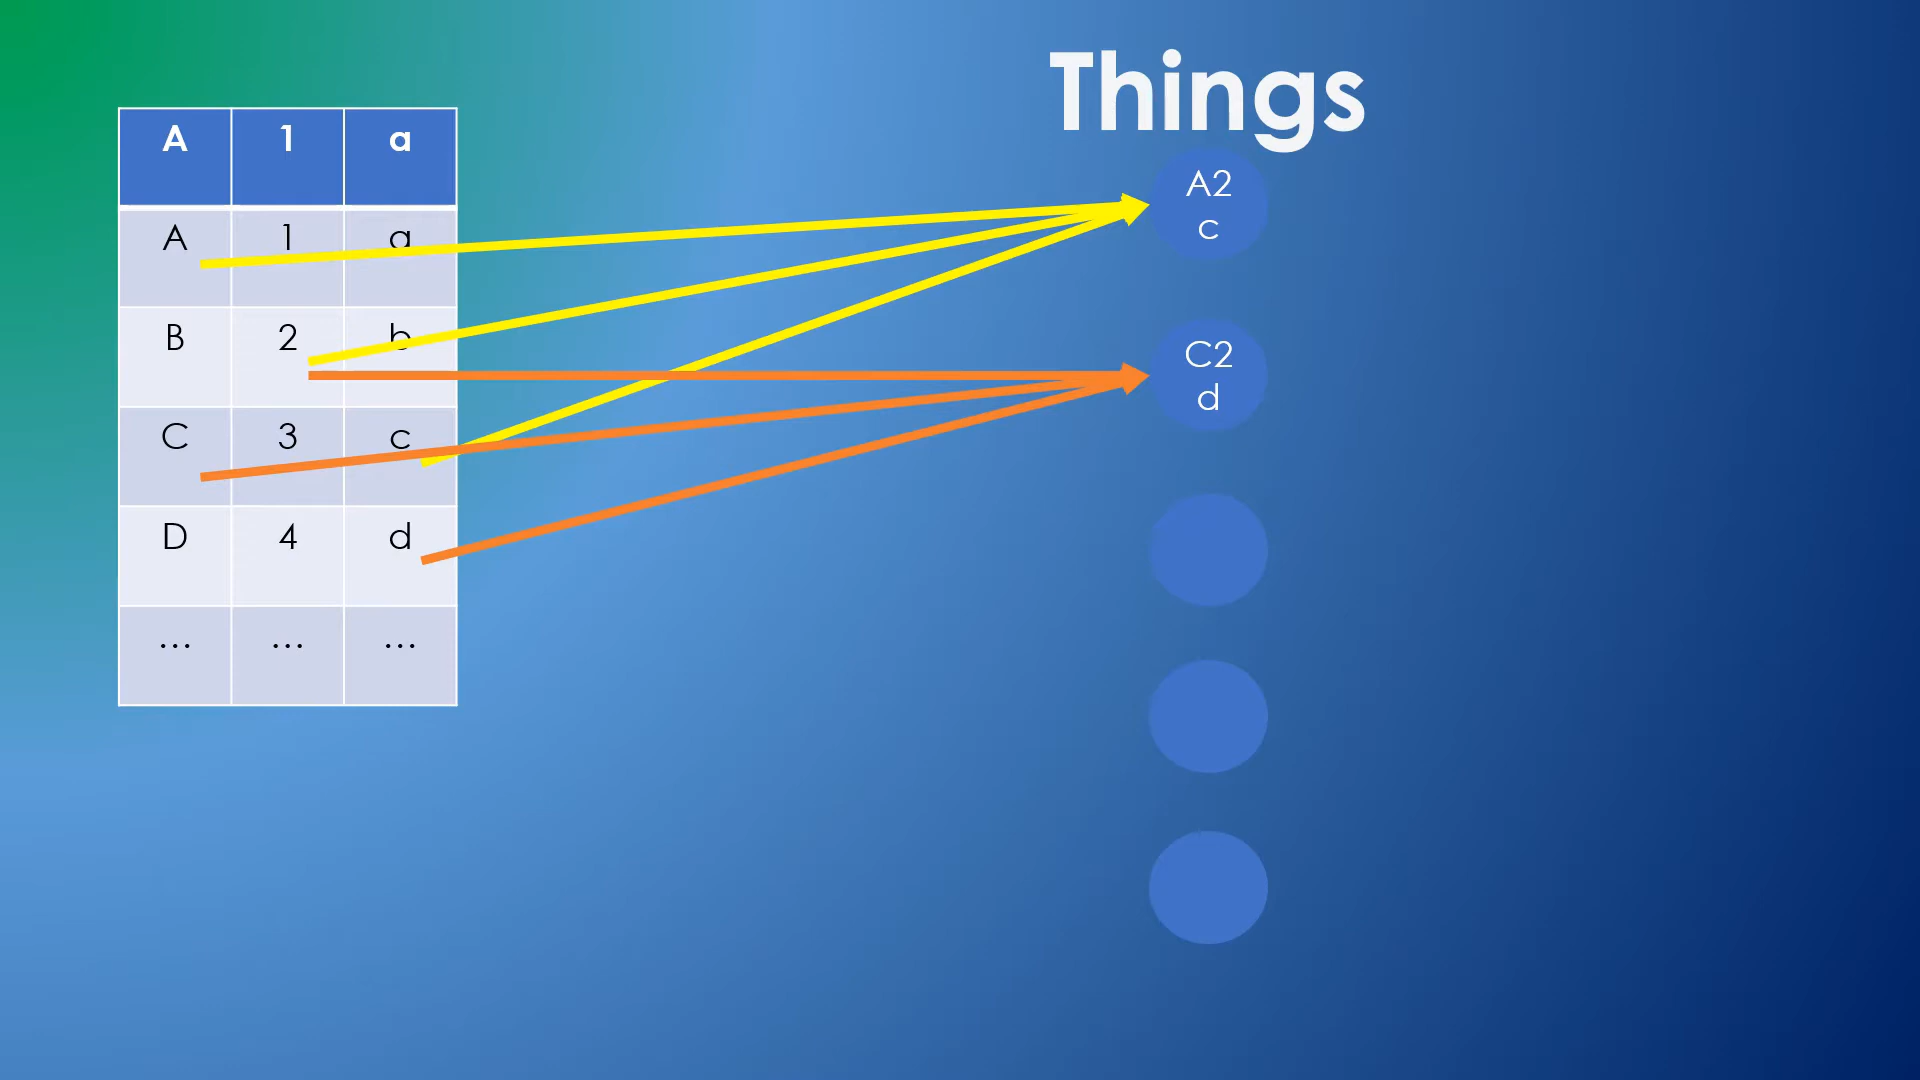 Things
A 1 a
A 1 a
B 2 b
C 3 c
D 4 d
... ... ...
A2
c
C2
d